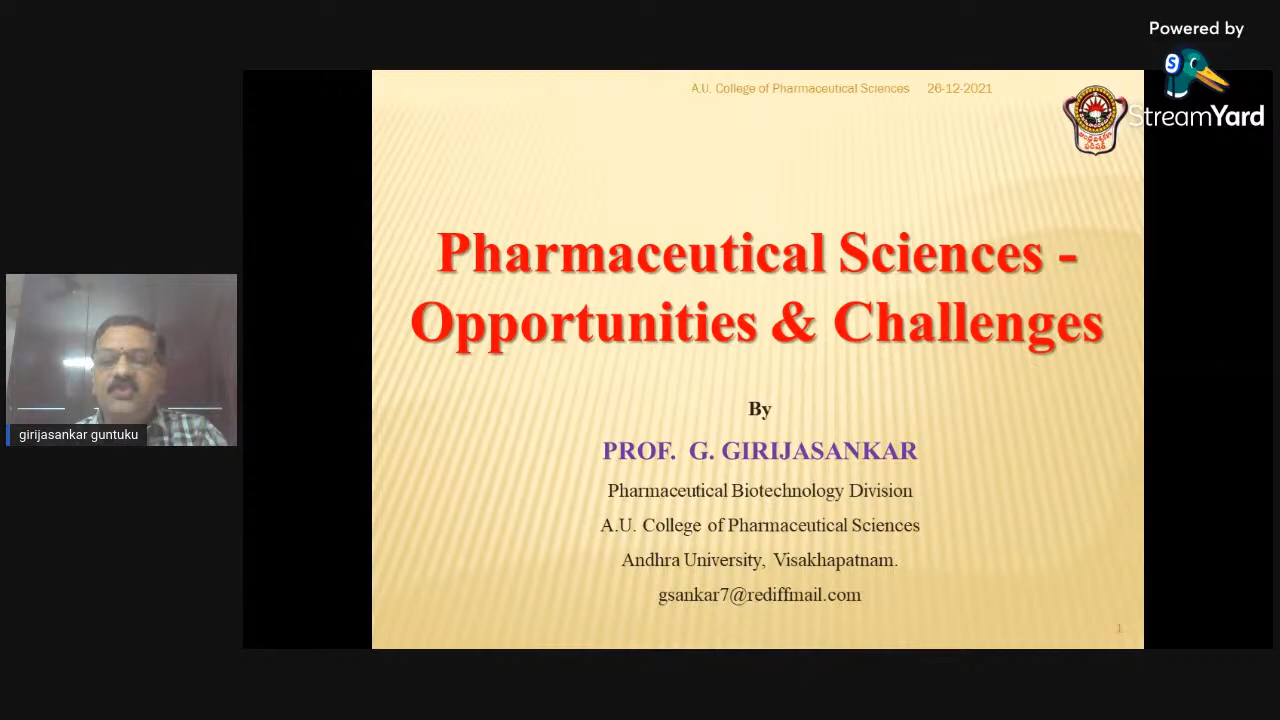 Powered by
StreamYard
A.U. College of Pharmaceutical Sciences 26-12-2021
Pharmaceutical Sciences -
Opportunities & Challenges
By
PROF. G. GIRIJASANKAR
Pharmaceutical Biotechnology Division
A.U. College of Pharmaceutical Sciences
Andhra University, Visakhapatnam.
gsankar7@rediffmail.com
1
girijasankar guntuku